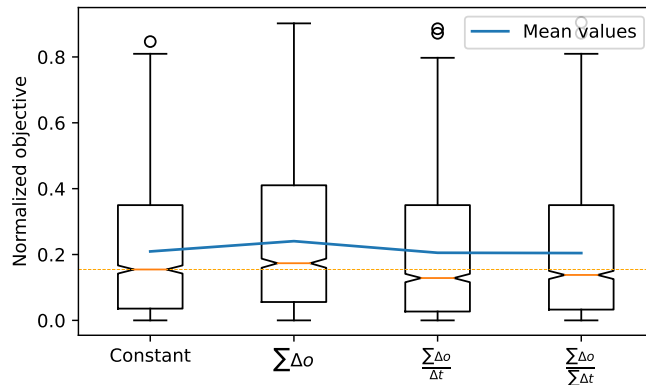 Normalized objective
0.8
0.6
0.4
0.2
0.0
Mean values
Constant
∑Δo
∑Δo/Δt
∑Δo/∑Δt